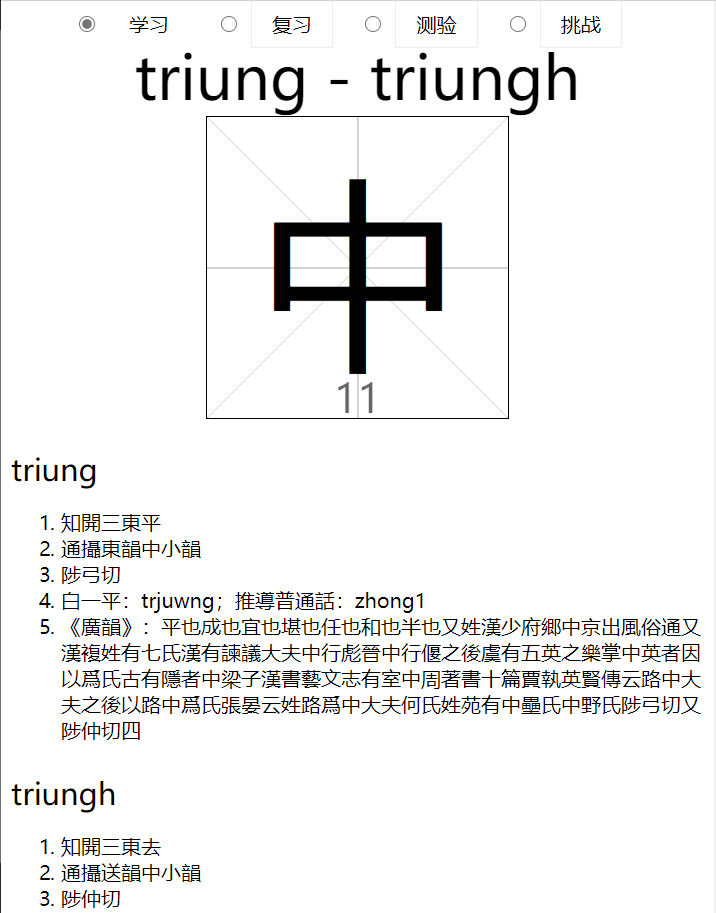 学习 复习 测验 挑战
triung - triungh
中
11
triung
1. 知開三東平
2. 通攝東韻中小韻
3. 陟弓切
4. 白一平：trjuwng；推導普通話：zhong1
5. 《廣韻》：平也成也宜也堪也任也和也半也又姓漢少府鄉中京出風俗通又
漢複姓有七氏漢有諫議大夫中行彪晉中行偃之後虞有五英之樂掌中英者因
以爲氏古有隱者中梁子漢書藝文志有室中周著書十篇賈執英賢傳云路中大
夫之後以路中爲氏張晏云姓路爲中大夫何氏姓苑有中壘氏中野氏陟弓切又
陟仲切四
triungh
1. 知開三東去
2. 通攝送韻中小韻
3. 陟仲切